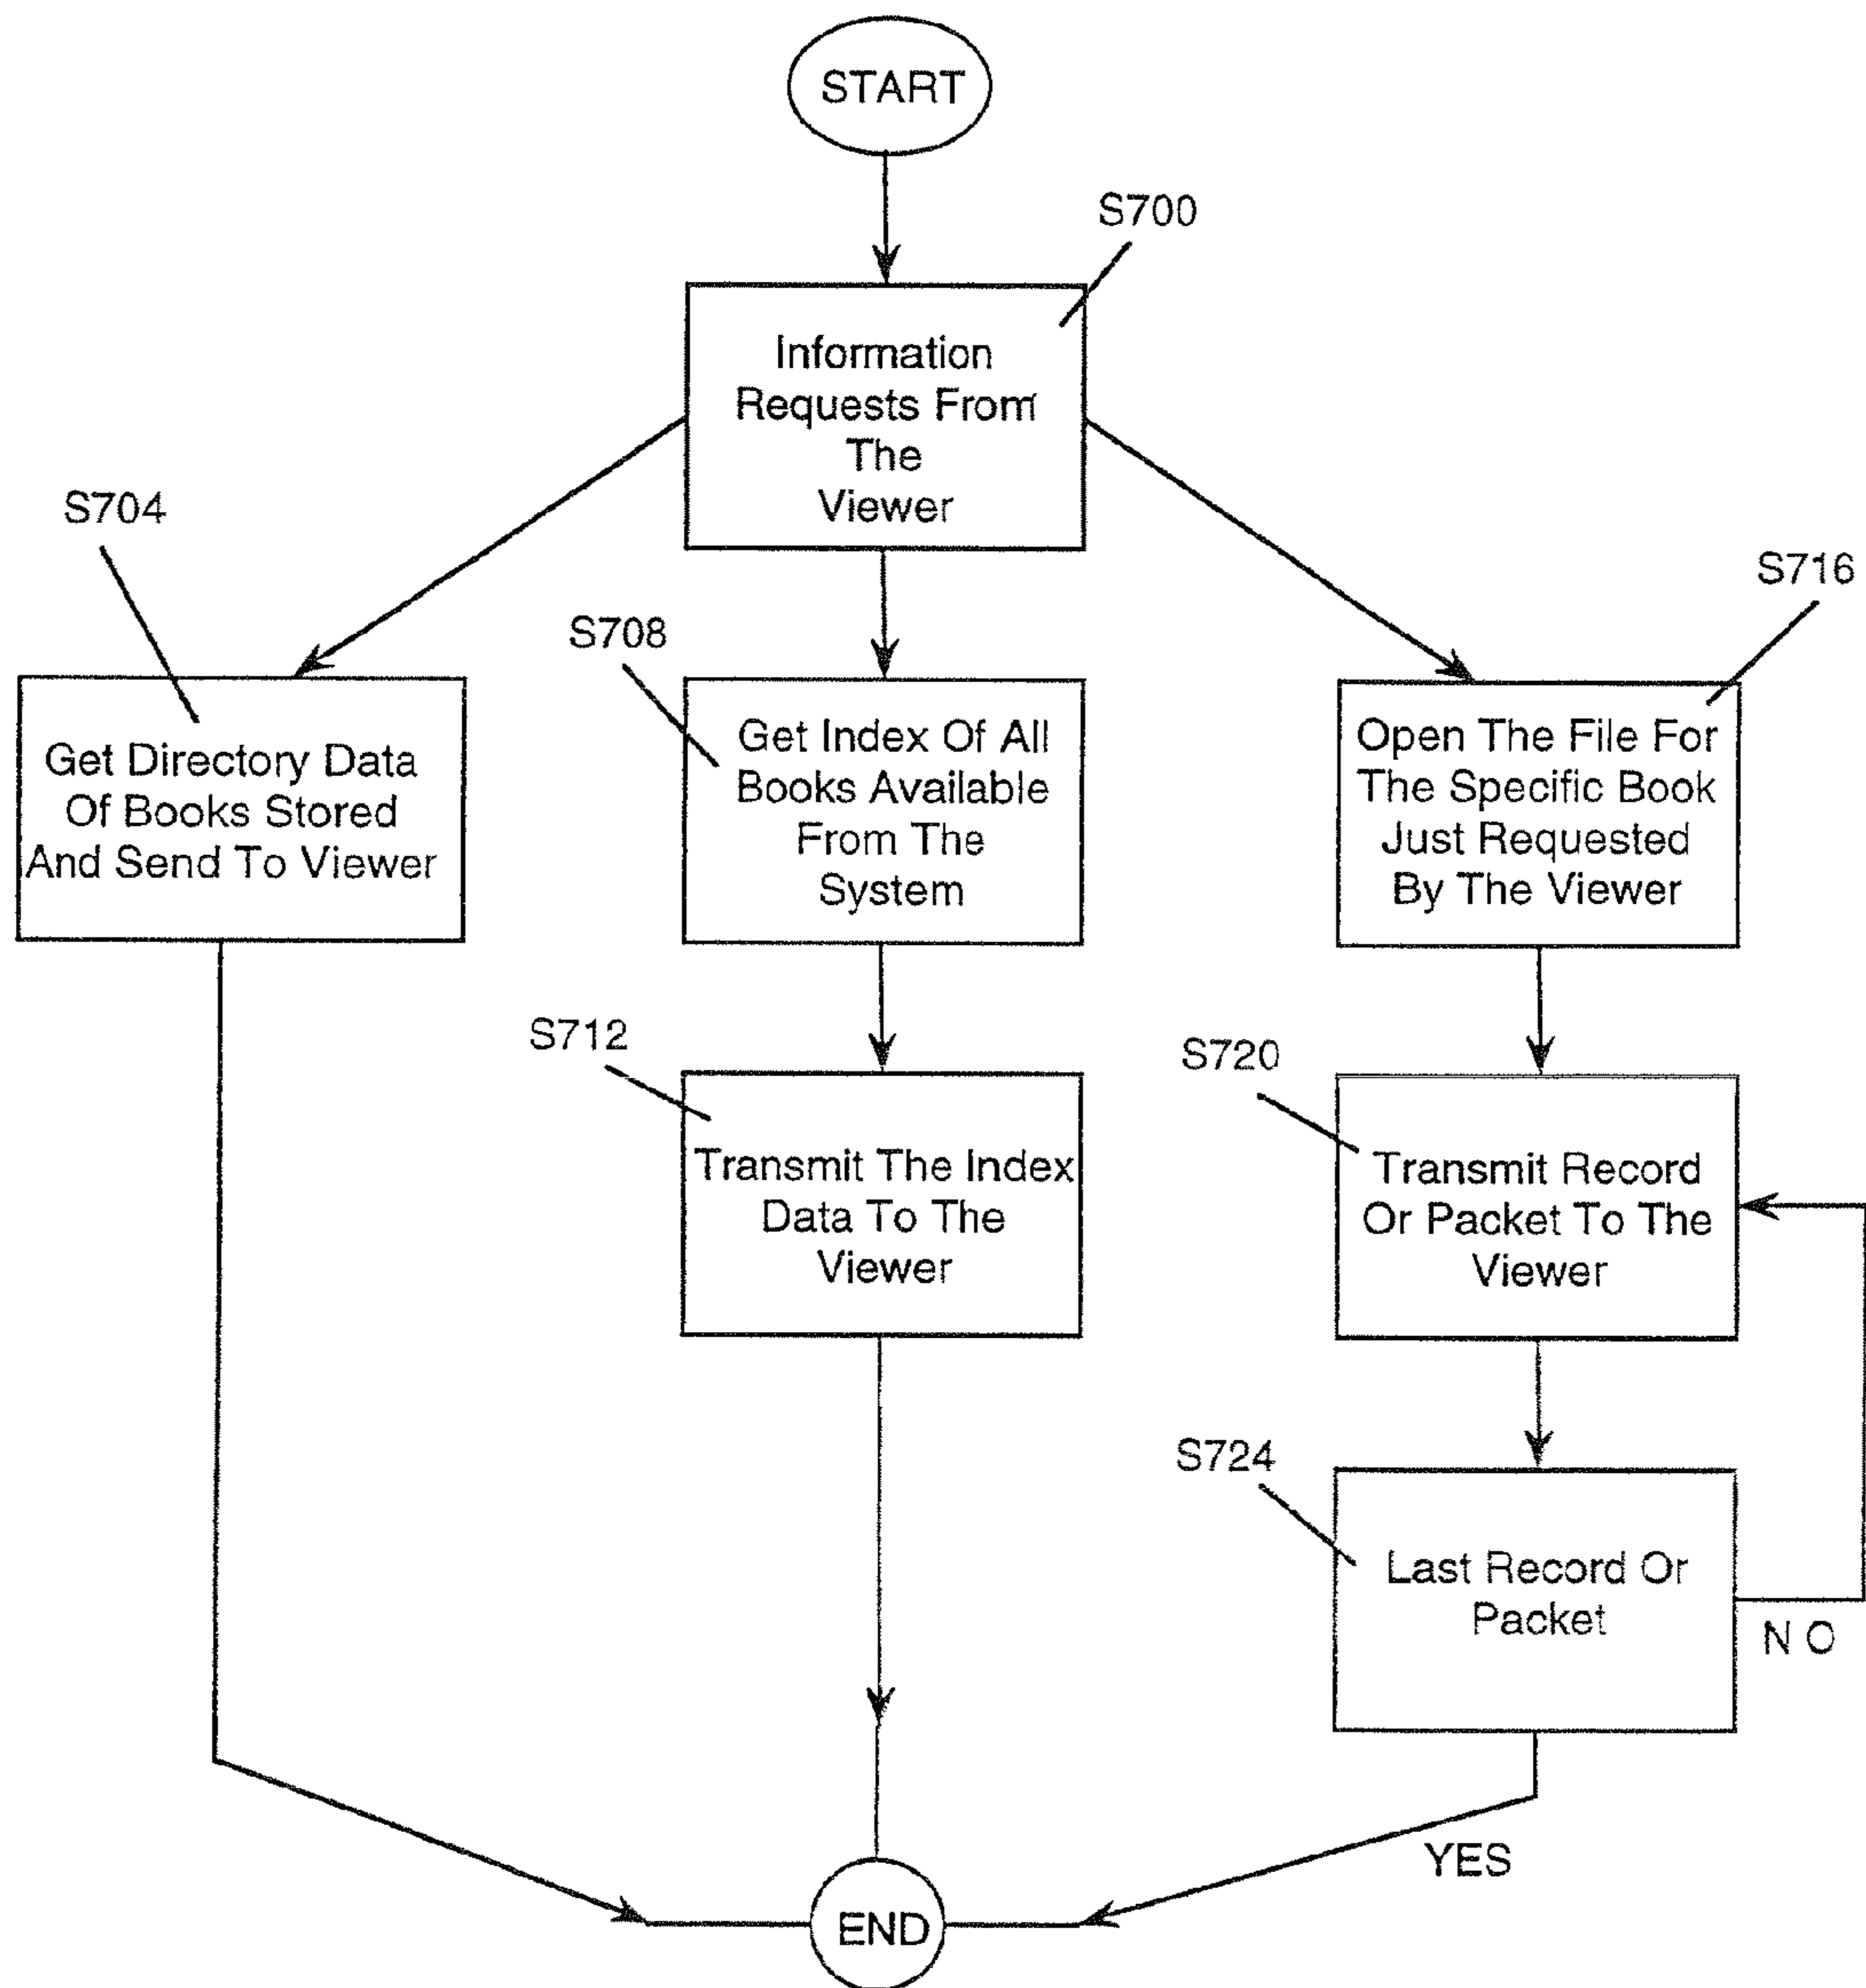 START
S700
Information
Requests From
The
Viewer
S704
Get Directory Data
Of Books Stored
And Send To Viewer
S708
Get Index Of All
Books Available
From The
System
S716
Open The File For
The Specific Book
Just Requested
By The Viewer
S712
Transmit The Index
Data To The
Viewer
S720
Transmit Record
Or Packet To The
Viewer
S724
Last Record Or
Packet
N O
YES
END